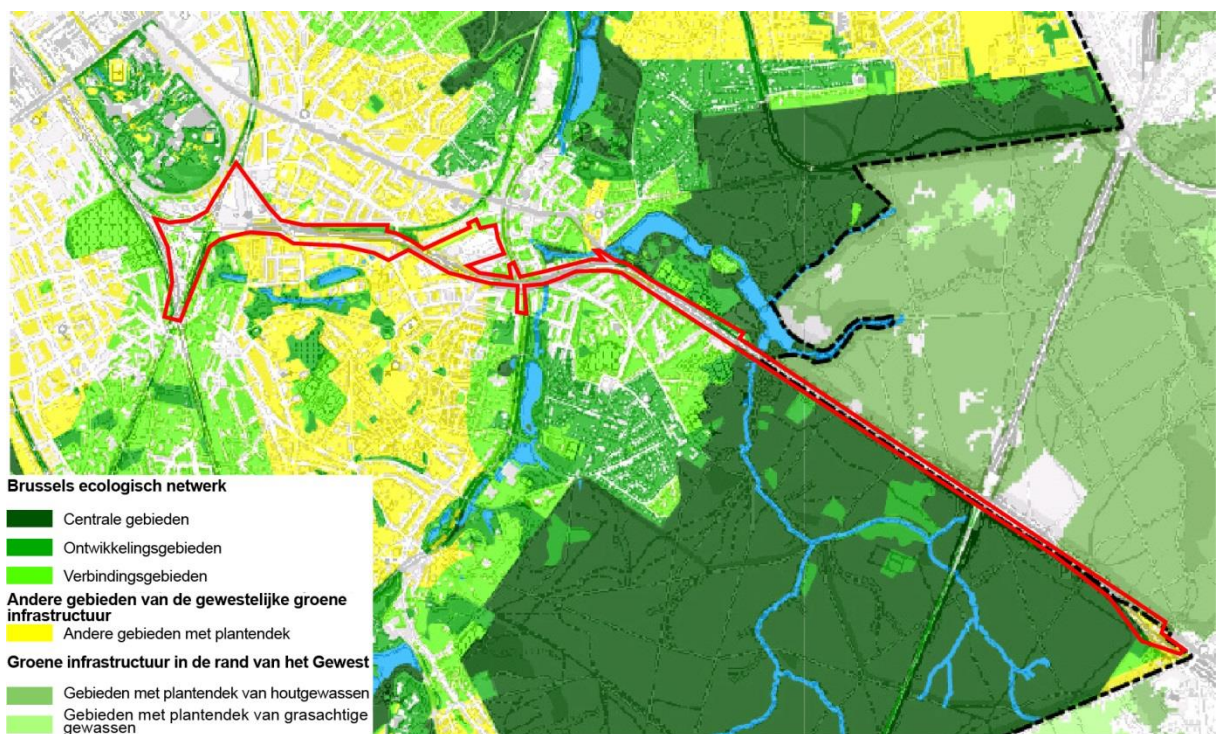 Brussels ecologisch netwerk
Centrale gebieden
Ontwikkelingsgebieden
Verbindingsgebieden
Andere gebieden van de gewestelijke groene
infrastructuur
Andere gebieden met plantendek
Groene infrastructuur in de rand van het Gewest
Gebieden met plantendek van houtgewassen
Gebieden met plantendek van grasachtige
gewassen